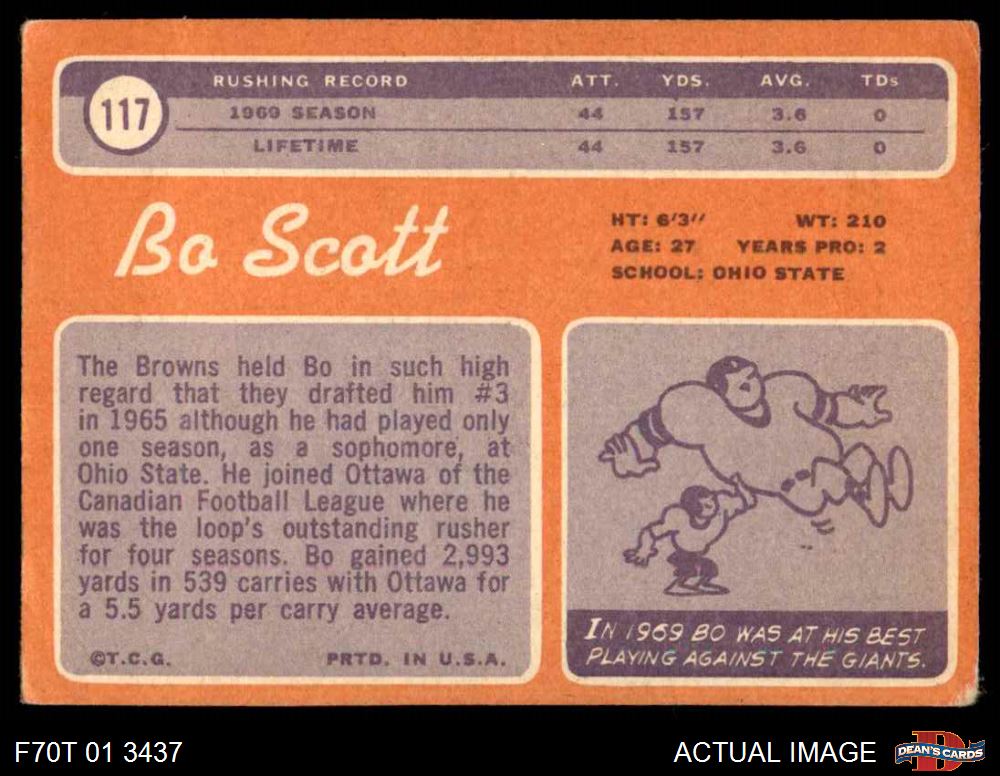 117
RUSHING RECORD ATT. YDS. AVG. TDs
1969 SEASON 44 157 3.6 0
LIFETIME 44 157 3.6 0
Bo Scott
HT: 6'3" WT: 210
AGE: 27 YEARS PRO: 2
SCHOOL: OHIO STATE
The Browns held Bo in such high
regard that they drafted him #3
in 1965 although he had played only
one season, as a sophomore, at
Ohio State. He joined Ottawa of the
Canadian Football League where he
was the loop's outstanding rusher
for four seasons. Bo gained 2,993
yards in 539 carries with Ottawa for
a 5.5 yards per carry average.
©T.C.G. PRTD. IN U.S.A.
IN 1969 BO WAS AT HIS BEST
PLAYING AGAINST THE GIANTS.
F70T 01 3437
ACTUAL IMAGE
DEAN'S CARDS